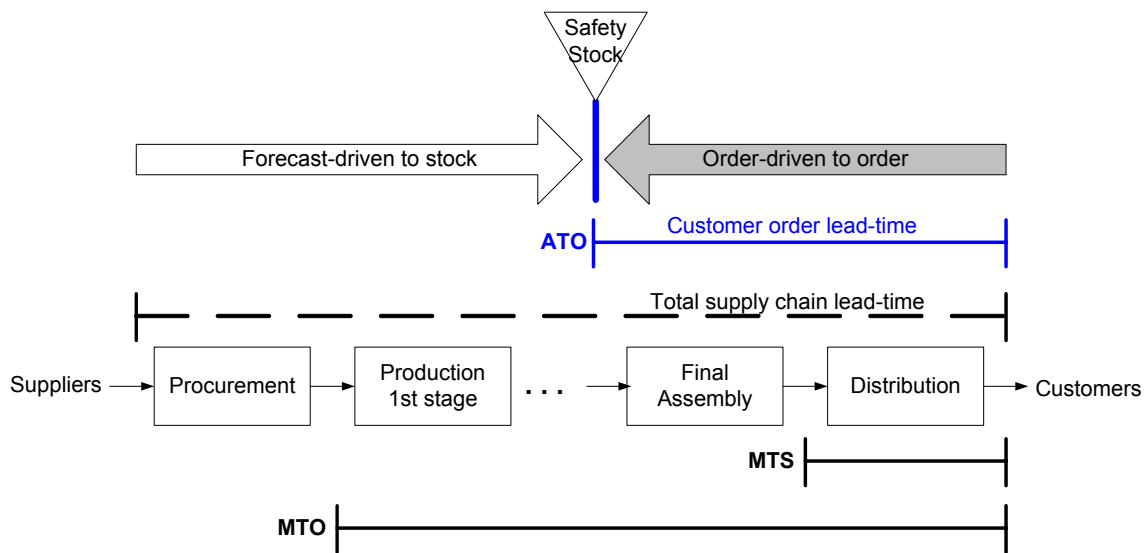 Safety
Stock
Forecast-driven to stock
Order-driven to order
ATO
Customer order lead-time
Total supply chain lead-time
Suppliers
Procurement
Production
1st stage
. . .
Final
Assembly
Distribution
Customers
MTS
MTO